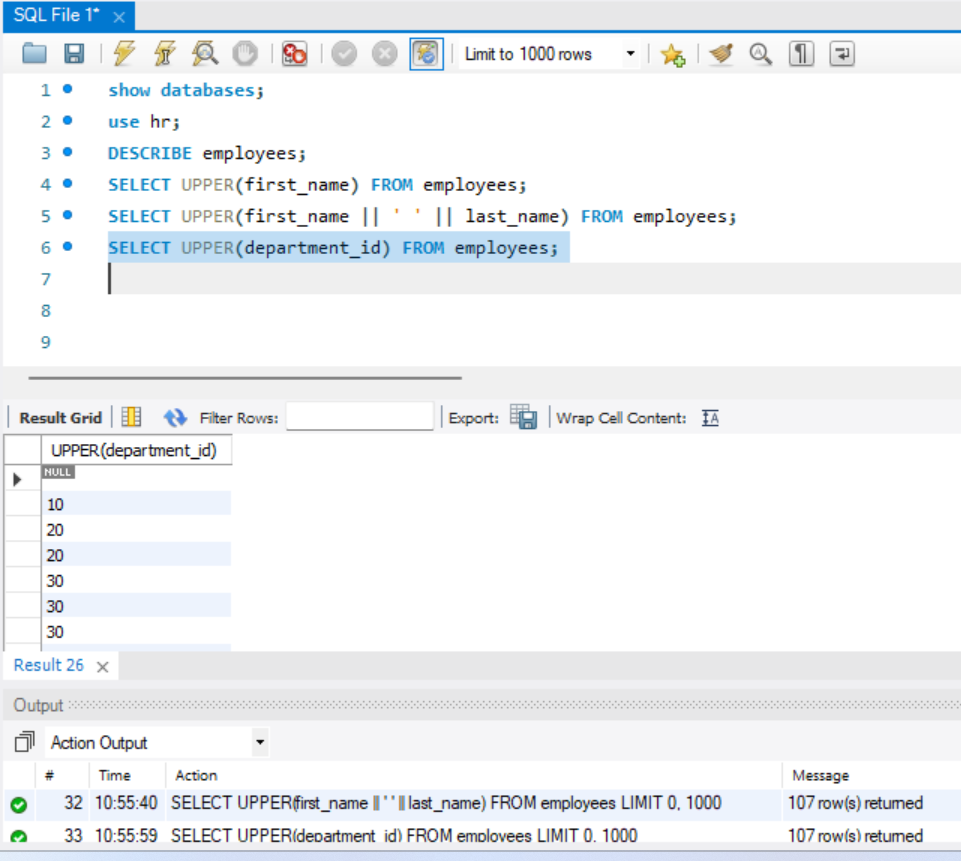 SQL File 1*
Limit to 1000 rows
1 show databases;
2 use hr;
3 DESCRIBE employees;
4 SELECT UPPER(first_name) FROM employees;
5 SELECT UPPER(first_name || ' ' || last_name) FROM employees;
6 SELECT UPPER(department_id) FROM employees;
7
8
9
Result Grid Filter Rows: Export: Wrap Cell Content: IA
UPPER(department_id)
NULL
10
20
20
30
30
30
Result 26
Output
Action Output
# Time Action Message
32 10:55:40 SELECT UPPER(first_name || ' ' || last_name) FROM employees LIMIT 0, 1000 107 row(s) returned
33 10:55:59 SELECT UPPER(department_id) FROM employees LIMIT 0, 1000 107 row(s) returned